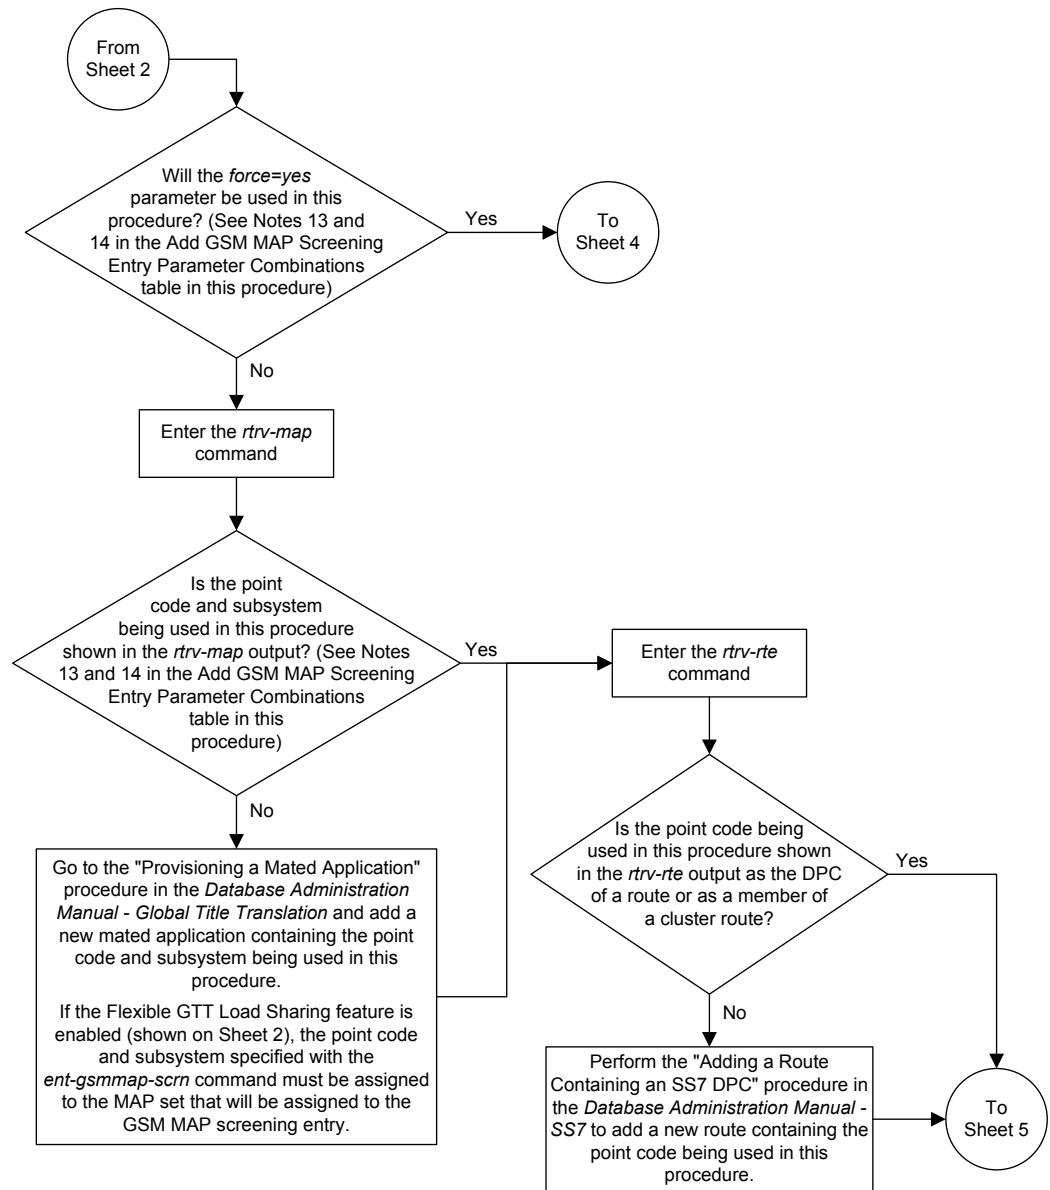 From
Sheet 2
Will the force=yes
parameter be used in this
procedure? (See Notes 13 and
14 in the Add GSM MAP Screening
Entry Parameter Combinations
table in this procedure)
Yes
To
Sheet 4
No
Enter the rtrv-map
command
Is the point
code and subsystem
being used in this procedure
shown in the rtrv-map output? (See Notes
13 and 14 in the Add GSM MAP Screening
Entry Parameter Combinations
table in this
procedure)
Yes
Enter the rtrv-rte
command
No
Go to the "Provisioning a Mated Application"
procedure in the Database Administration
Manual - Global Title Translation and add a
new mated application containing the point
code and subsystem being used in this
procedure.
If the Flexible GTT Load Sharing feature is
enabled (shown on Sheet 2), the point code
and subsystem specified with the
ent-gsmmap-scrn command must be assigned
to the MAP set that will be assigned to the
GSM MAP screening entry.
Is the point code being
used in this procedure shown
in the rtrv-rte output as the DPC
of a route or as a member of
a cluster route?
Yes
No
Perform the "Adding a Route
Containing an SS7 DPC" procedure in
the Database Administration Manual -
SS7 to add a new route containing the
point code being used in this
procedure.
To
Sheet 5